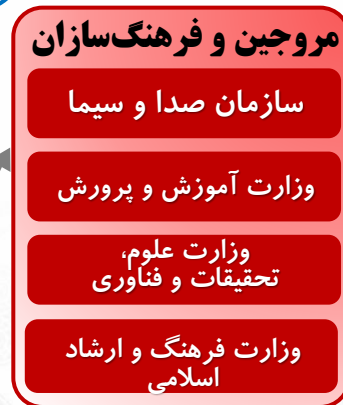 مروجین و فرهنگ‌سازان
سازمان صدا و سیما
وزارت آموزش و پرورش
وزارت علوم،
تحقیقات و فناوری
وزارت فرهنگ و ارشاد
اسلامی